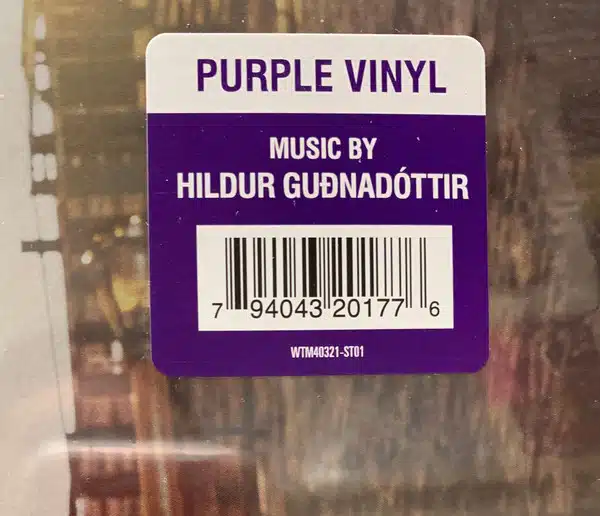 PURPLE VINYL
MUSIC BY
HILDUR GUÐNADÓTTIR
7 94043 20177 6
WTM40321-ST01